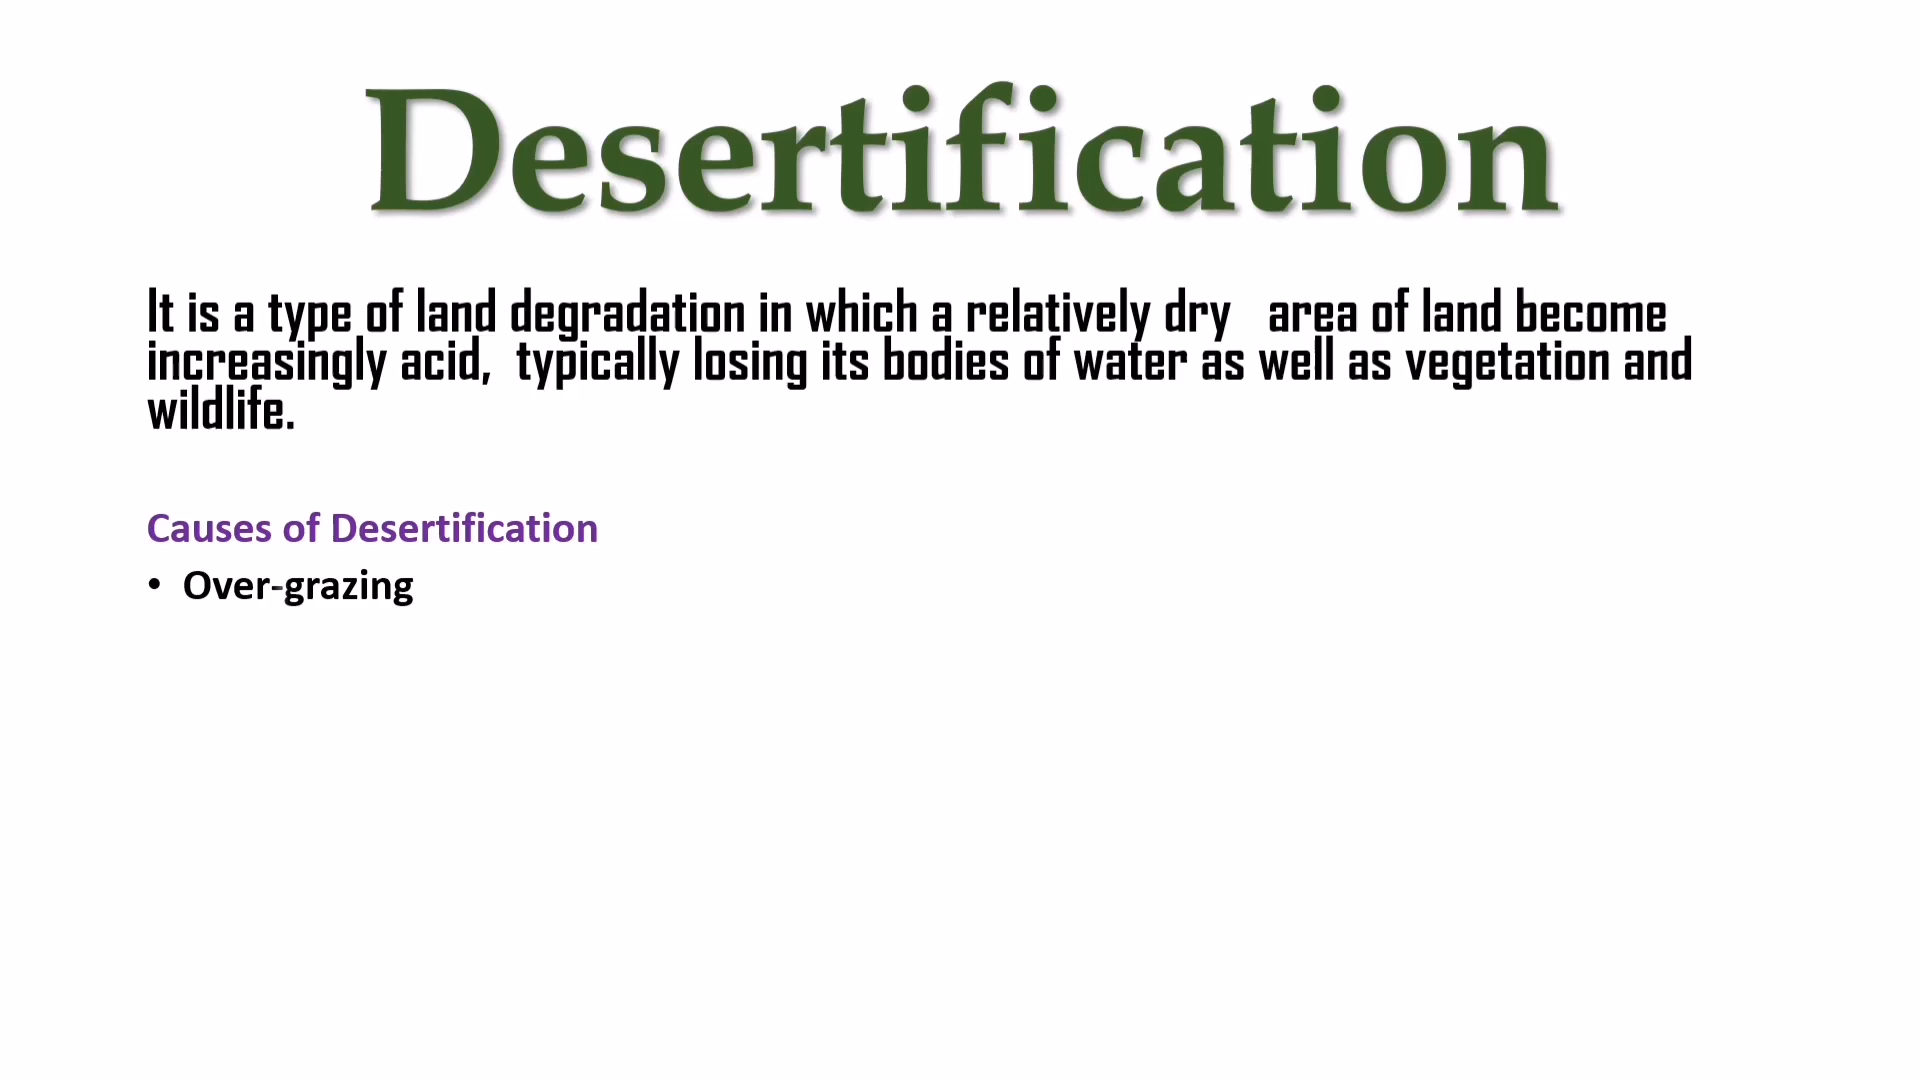 Desertification
It is a type of land degradation in which a relatively dry   area of land become
increasingly acid,  typically losing its bodies of water as well as vegetation and
wildlife.
Causes of Desertification
• Over-grazing